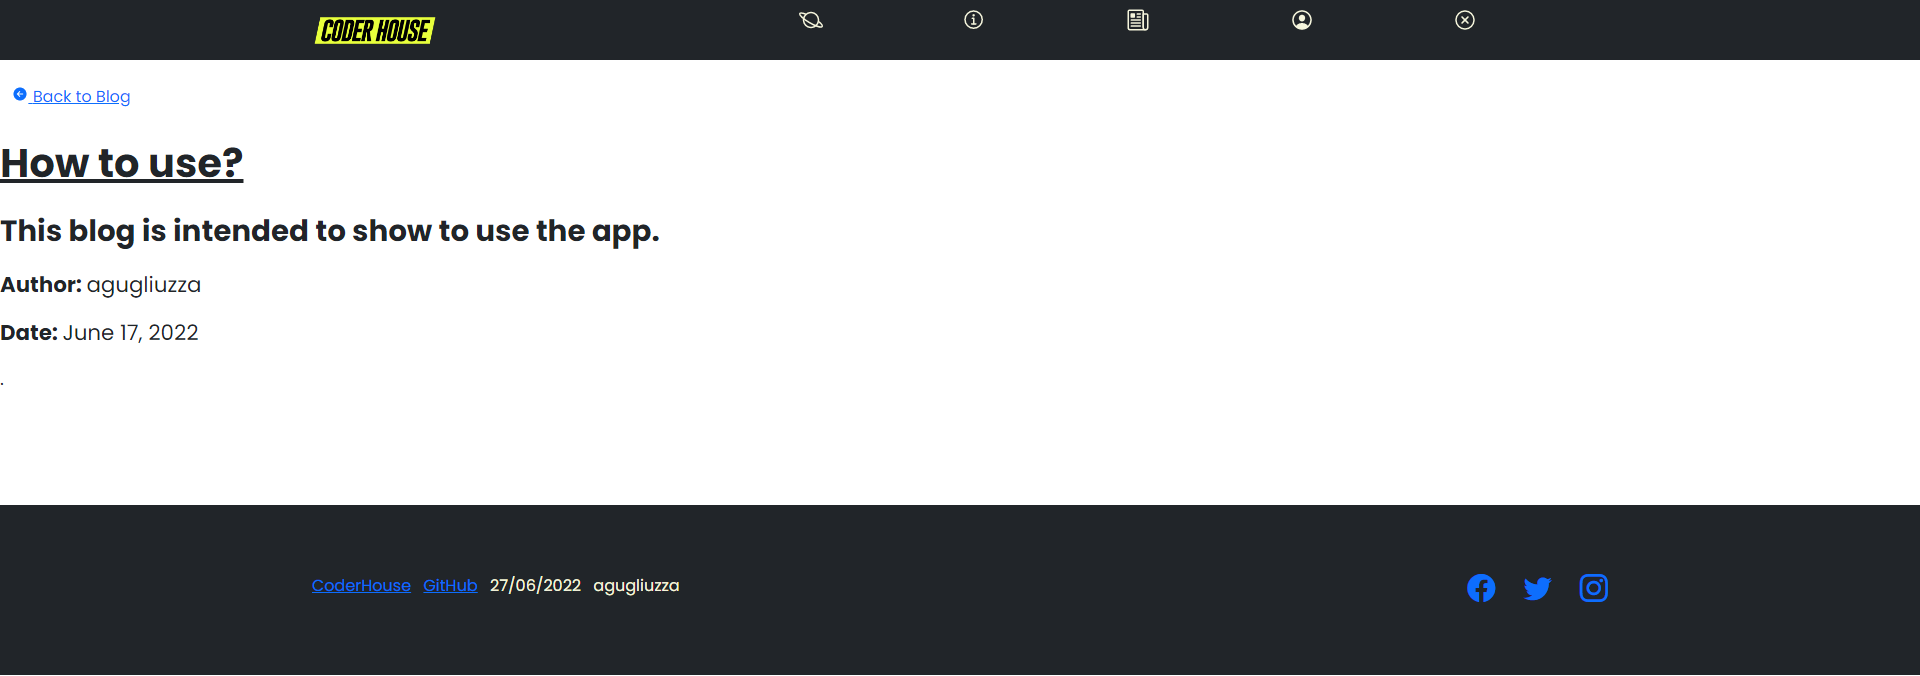 CODER HOUSE
Back to Blog
How to use?
This blog is intended to show to use the app.
Author: agugliuzza
Date: June 17, 2022
.
CoderHouse GitHub 27/06/2022 agugliuzza